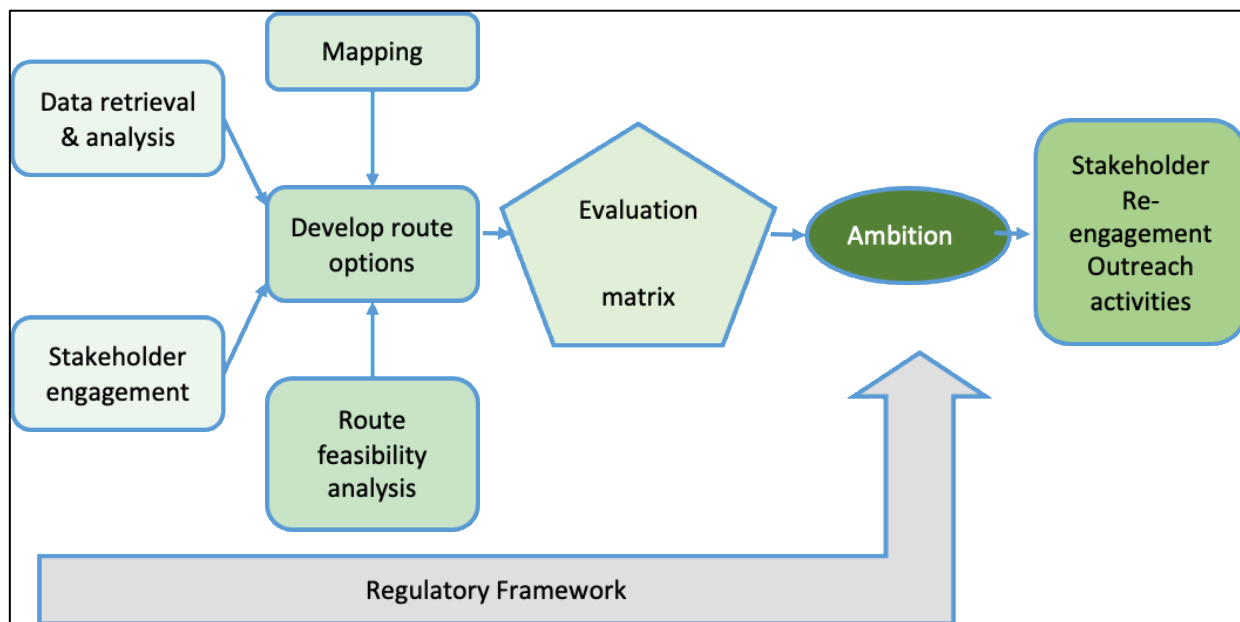 Mapping
Data retrieval
& analysis
Develop route
options
Stakeholder
engagement
Route
feasibility
analysis
Evaluation
matrix
Ambition
Stakeholder
Re-
engagement
Outreach
activities
Regulatory Framework